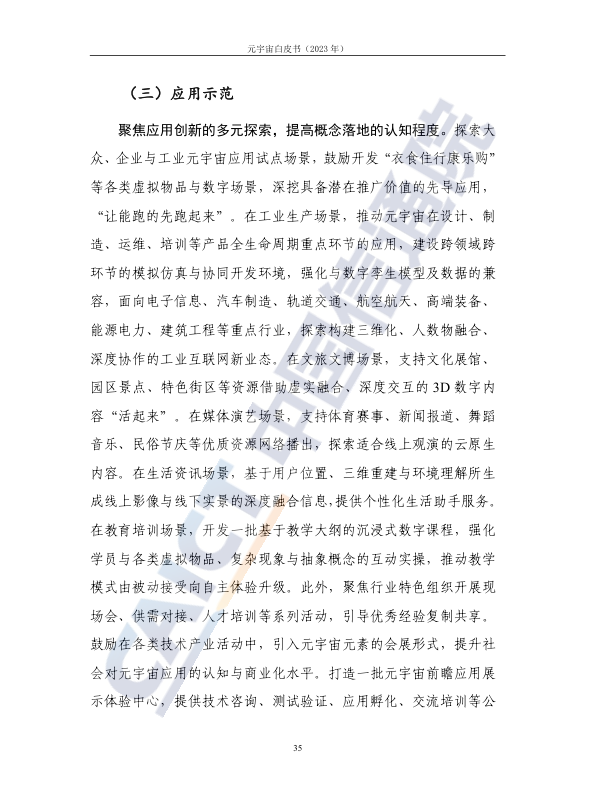 元宇宙白皮书（2023 年）
（三）应用示范
聚焦应用创新的多元探索，提高概念落地的认知程度。探索大
众、企业与工业元宇宙应用试点场景，鼓励开发“衣食住行康乐购”
等各类虚拟物品与数字场景，深挖具备潜在推广价值的先导应用，
“让能跑的先跑起来”。在工业生产场景，推动元宇宙在设计、制
造、运维、培训等产品全生命周期重点环节的应用，建设跨领域跨
环节的模拟仿真与协同开发环境，强化与数字孪生模型及数据的兼
容，面向电子信息、汽车制造、轨道交通、航空航天、高端装备、
能源电力、建筑工程等重点行业，探索构建三维化、人数物融合、
深度协作的工业互联网新业态。在文旅文博场景，支持文化展馆、
园区景点、特色街区等资源借助虚实融合、深度交互的 3D 数字内
容“活起来”。在媒体演艺场景，支持体育赛事、新闻报道、舞蹈
音乐、民俗节庆等优质资源网络播出，探索适合线上观演的云原生
内容。在生活资讯场景，基于用户位置、三维重建与环境理解所生
成线上影像与线下实景的深度融合信息，提供个性化生活助手服务。
在教育培训场景，开发一批基于教学大纲的沉浸式数字课程，强化
学员与各类虚拟物品、复杂现象与抽象概念的互动实操，推动教学
模式由被动接受向自主体验升级。此外，聚焦行业特色组织开展现
场会、供需对接、人才培训等系列活动，引导优秀经验复制共享。
鼓励在各类技术产业活动中，引入元宇宙元素的会展形式，提升社
会对元宇宙应用的认知与商业化水平。打造一批元宇宙前瞻应用展
示体验中心，提供技术咨询、测试验证、应用孵化、交流培训等公
35
CAICT 中国信通院